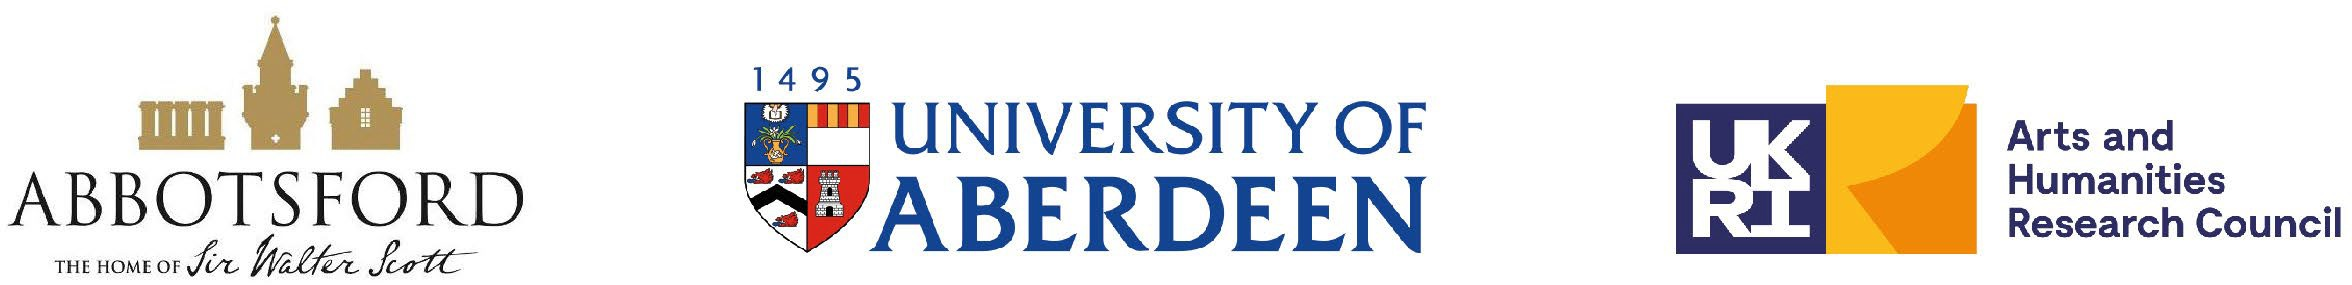 ABBOTSFORD
THE HOME OF Sir Walter Scott
1495
UNIVERSITY OF
ABERDEEN
UK
RI
Arts and
Humanities
Research Council